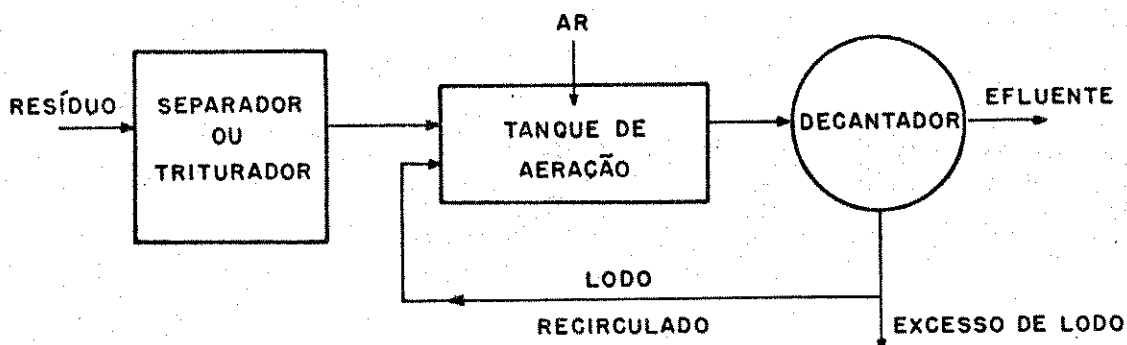 AR
RESÍDUO
SEPARADOR
OU
TRITURADOR
TANQUE DE
AERAÇÃO
DECANTADOR
EFLUENTE
LODO
RECIRCULADO
EXCESSO DE LODO